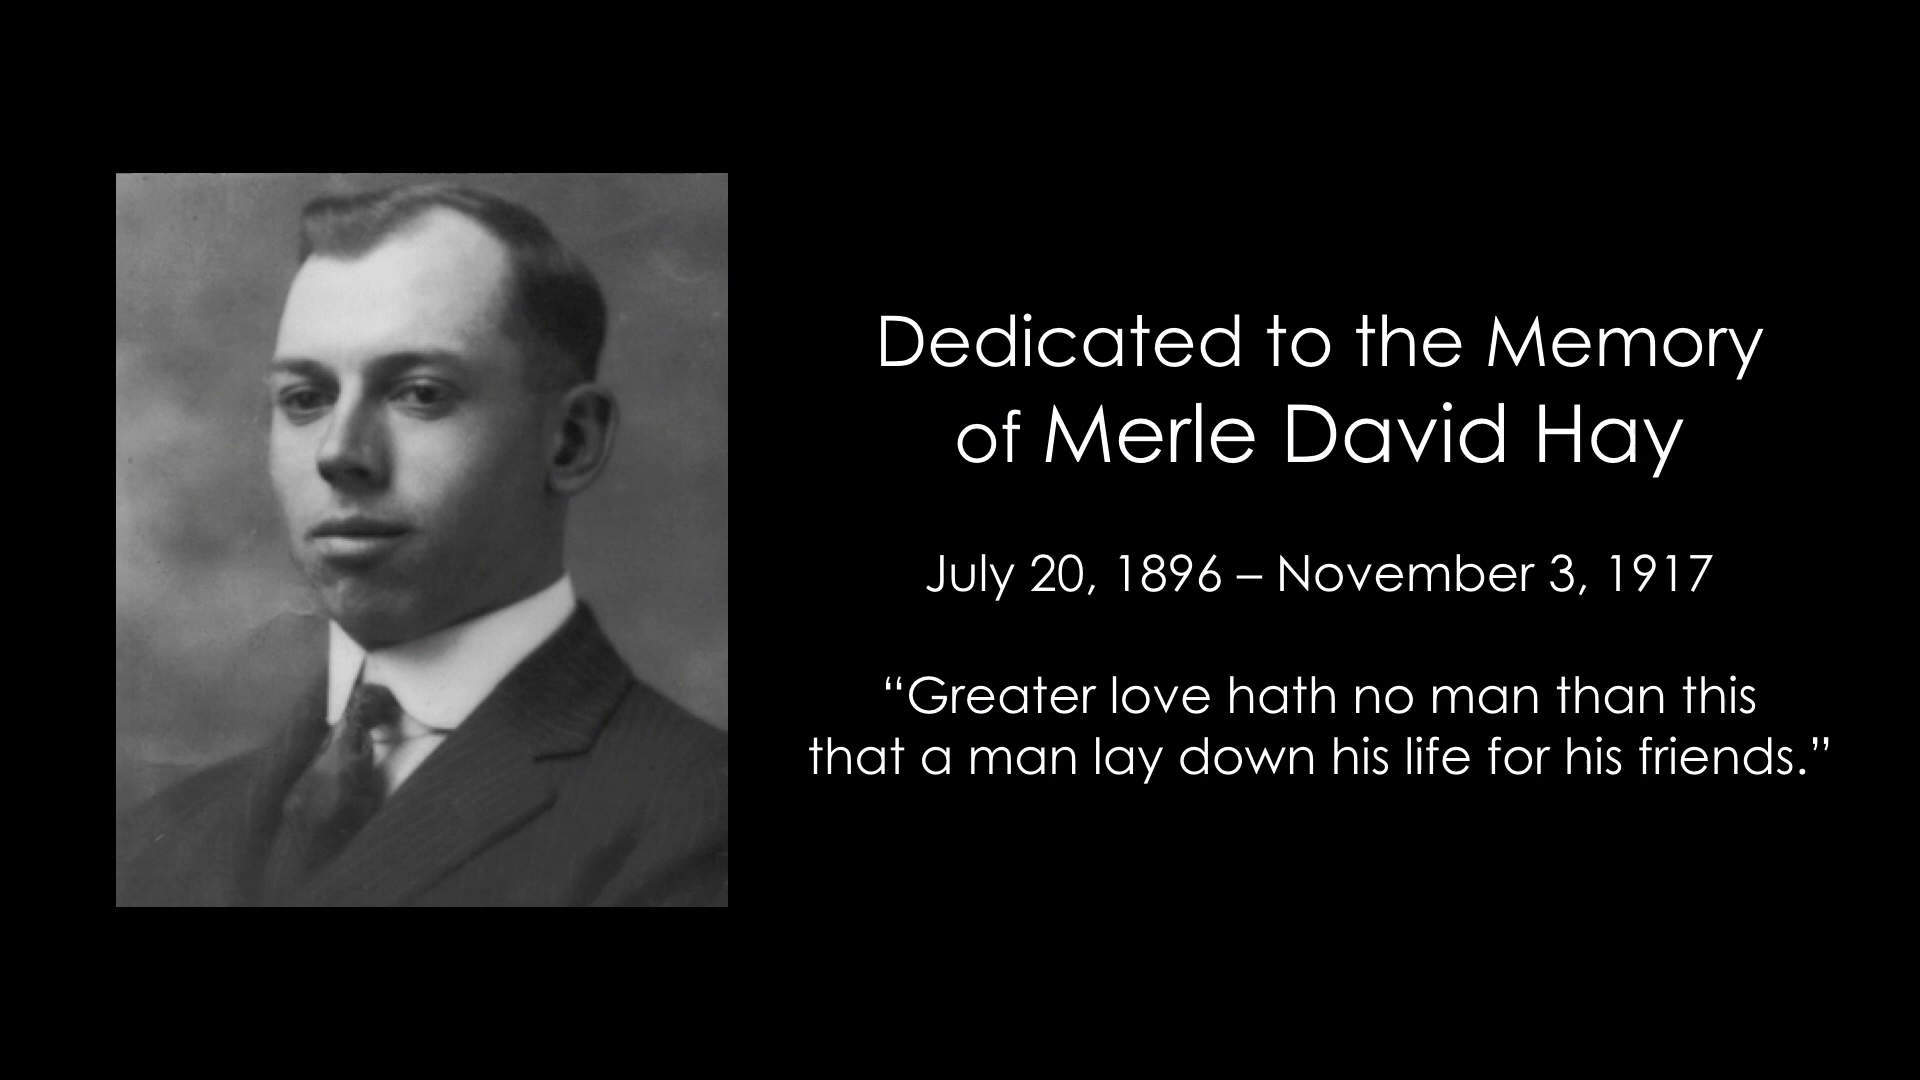 Dedicated to the Memory
of Merle David Hay
July 20, 1896 – November 3, 1917
“Greater love hath no man than this
that a man lay down his life for his friends.”